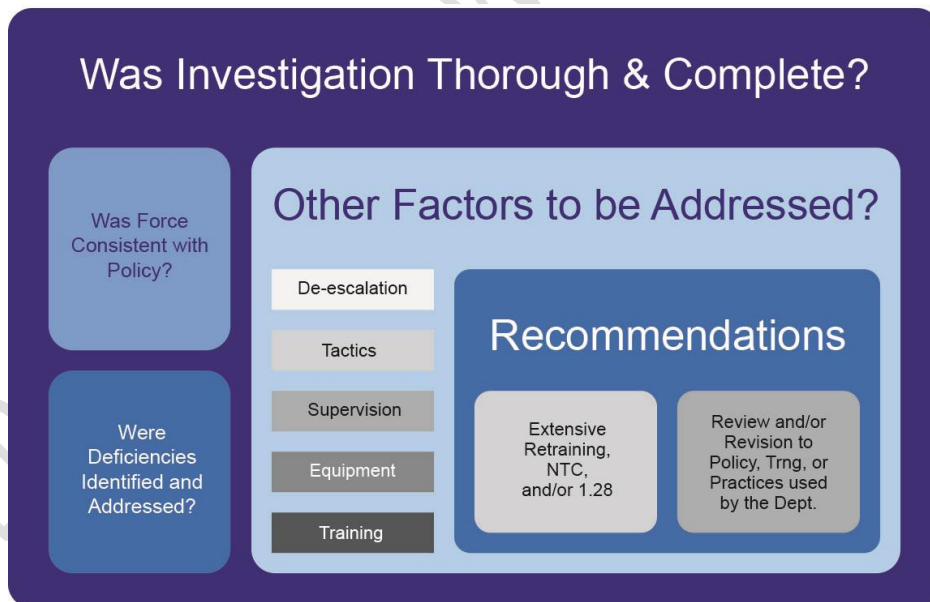 Was Investigation Thorough & Complete?
Was Force
Consistent with
Policy?
Were
Deficiencies
Identified and
Addressed?
Other Factors to be Addressed?
De-escalation
Tactics
Supervision
Equipment
Training
Recommendations
Extensive
Retraining,
NTC,
and/or 1.28
Review and/or
Revision to
Policy, Trng, or
Practices used
by the Dept.